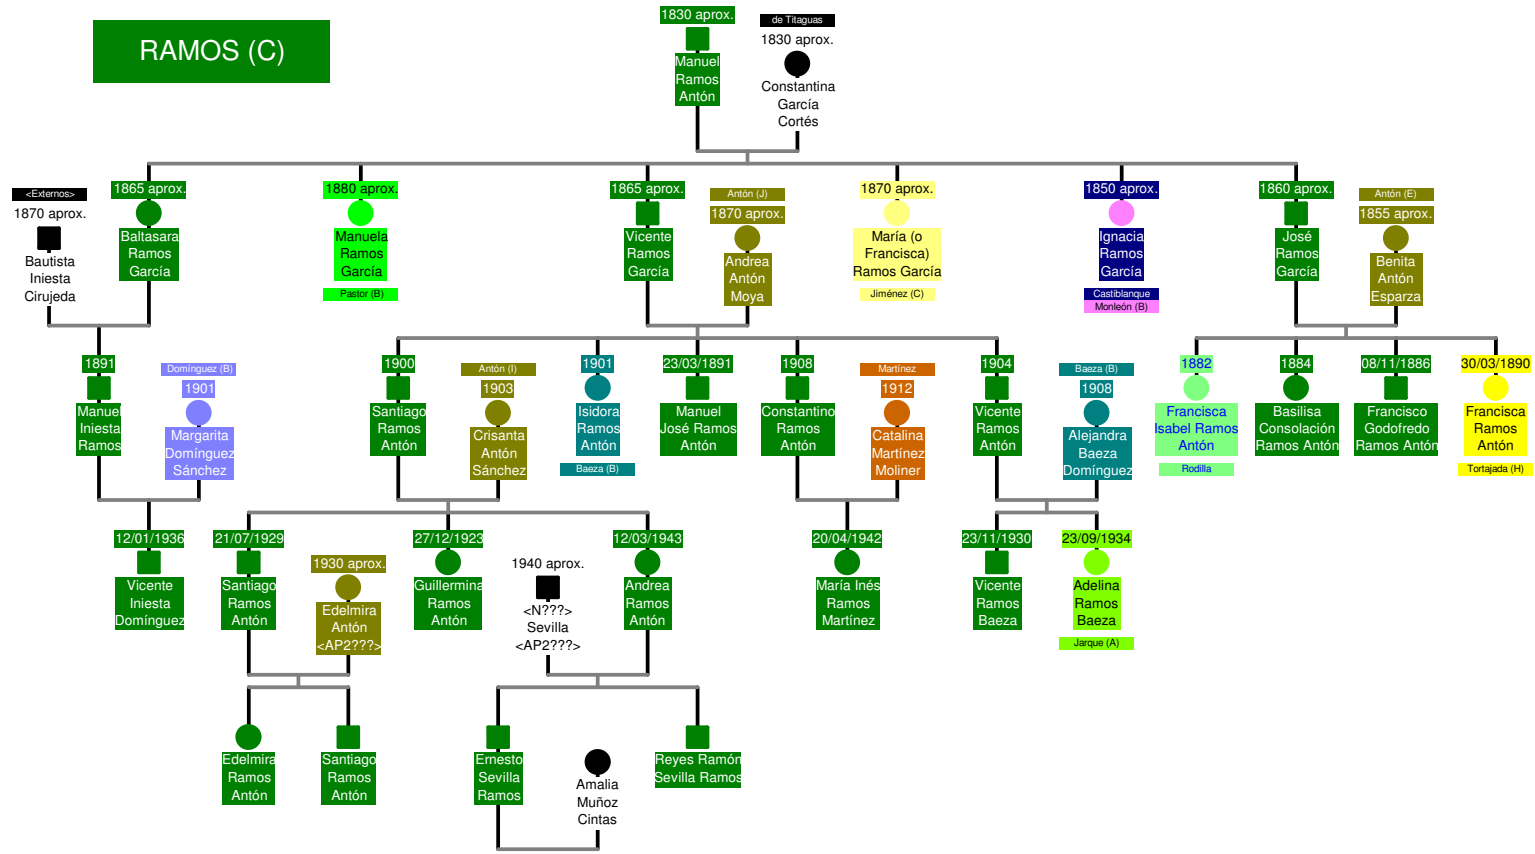 RAMOS (C)
1830 aprox.
Manuel
Ramos
Antón
de Titaguas
1830 aprox.
Constantina
García
Cortés
<Externos>
1870 aprox.
Bautista
Iniesta
Cirujeda
1865 aprox.
Baltasara
Ramos
García
1880 aprox.
Manuela
Ramos
García
Pastor (B)
1865 aprox.
Vicente
Ramos
García
Antón (J)
1870 aprox.
Andrea
Antón
Moya
1870 aprox.
María (o
Francisca)
Ramos García
Jiménez (C)
1850 aprox.
Ignacia
Ramos
García
Castiblanque
Monleón (B)
1860 aprox.
José
Ramos
García
Antón (E)
1855 aprox.
Benita
Antón
Esparza
1891
Manuel
Iniesta
Ramos
Domínguez (B)
1901
Margarita
Domínguez
Sánchez
1900
Santiago
Ramos
Antón
Antón (I)
1903
Crisanta
Antón
Sánchez
1901
Isidora
Ramos
Antón
Baeza (B)
23/03/1891
Manuel
José Ramos
Antón
1908
Constantino
Ramos
Antón
Martínez
1912
Catalina
Martínez
Moliner
1904
Vicente
Ramos
Antón
Baeza (B)
1908
Alejandra
Baeza
Domínguez
1882
Francisca
Isabel Ramos
Antón
Rodilla
1884
Basilisa
Consolación
Ramos Antón
08/11/1886
Francisco
Godofredo
Ramos Antón
30/03/1890
Francisca
Ramos
Antón
Tortajada (H)
12/01/1936
Vicente
Iniesta
Domínguez
21/07/1929
Santiago
Ramos
Antón
1930 aprox.
Edelmira
Antón
<AP2???>
27/12/1923
Guillermina
Ramos
Antón
1940 aprox.
<N???>
Sevilla
<AP2???>
12/03/1943
Andrea
Ramos
Antón
20/04/1942
María Inés
Ramos
Martínez
23/11/1930
Vicente
Ramos
Baeza
23/09/1934
Adelina
Ramos
Baeza
Jarque (A)
Edelmira
Ramos
Antón
Santiago
Ramos
Antón
Ernesto
Sevilla
Ramos
Amalia
Muñoz
Cintas
Reyes Ramón
Sevilla Ramos